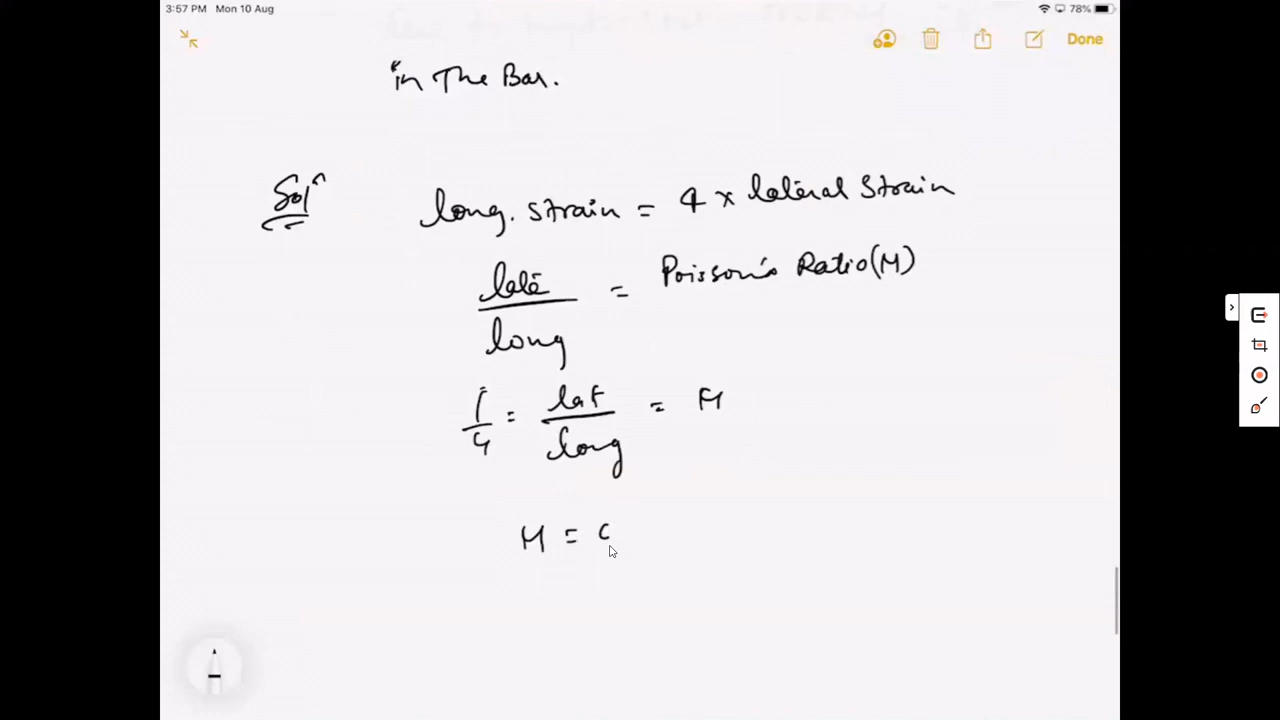 3:57 PM Mon 10 Aug
78%
Done
in The Bar.
Solⁿ
long. strain = 4 x lateral strain
late / long = Poisson's Ratio (M)
1/4 = lat / long = M
M = 0